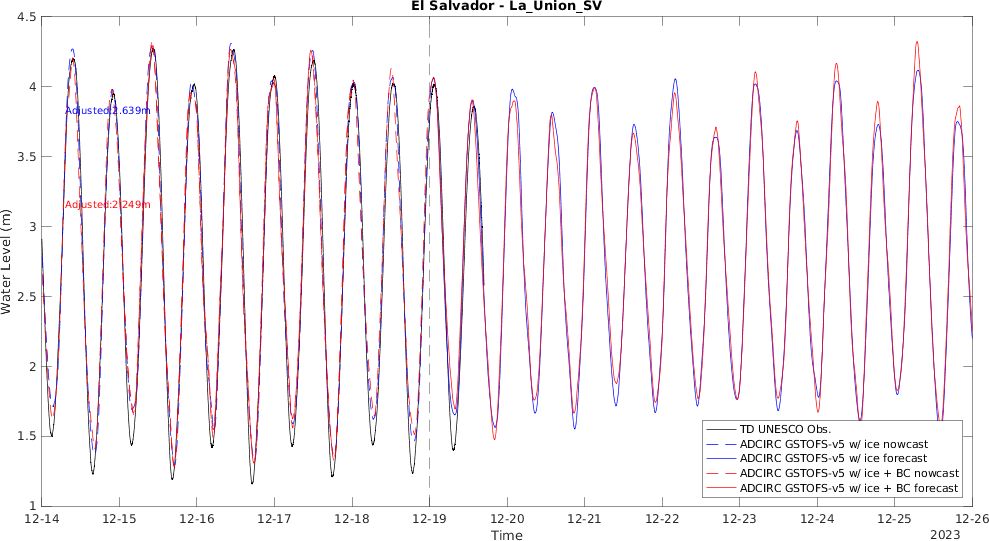 El Salvador - La_Union_SV
4.5
4
3.5
3
2.5
2
1.5
1
Water Level (m)
Adjusted:2.639m
Adjusted:2.249m
TD UNESCO Obs.
ADCIRC GSTOFS-v5 w/ ice nowcast
ADCIRC GSTOFS-v5 w/ ice forecast
ADCIRC GSTOFS-v5 w/ ice + BC nowcast
ADCIRC GSTOFS-v5 w/ ice + BC forecast
12-14 12-15 12-16 12-17 12-18 12-19 12-20 12-21 12-22 12-23 12-24 12-25 12-26
Time
2023